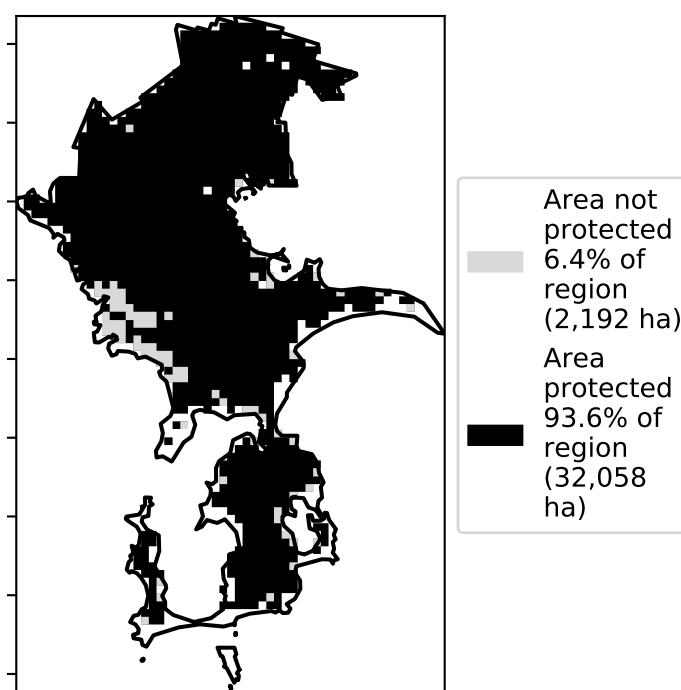 Area not
protected
6.4% of
region
(2,192 ha)
Area
protected
93.6% of
region
(32,058
ha)